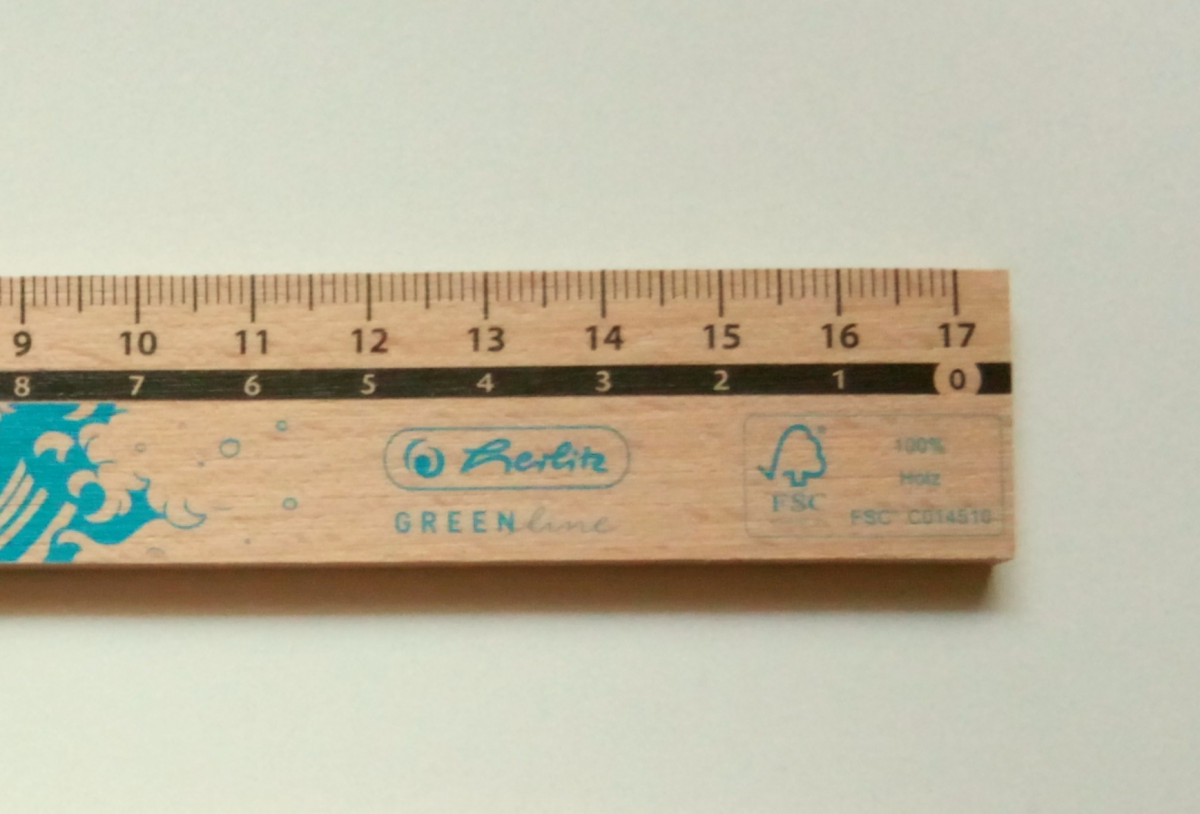 9 10 11 12 13 14 15 16 17
8 7 6 5 4 3 2 1 0
herlitz
GREENline
FSC
100%
Holz
FSC® C014510